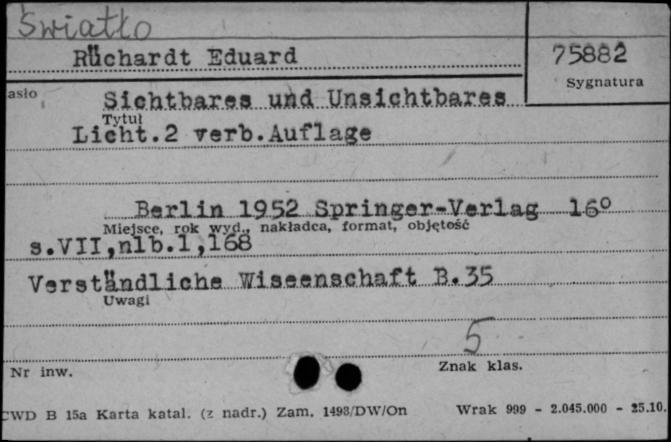 Światło
Rüchardt Eduard
75882
Sygnatura
asło
Sichtbares und Unsichtbares
Tytuł
Licht.2 verb.Auflage
Berlin 1952 Springer-Verlag 16°
Miejsce, rok wyd., nakładca, format, objętość
s.VII,nlb.1,168
Verständliche Wiseenschaft B.35
Uwagi
5
Nr inw.
Znak klas.
CWD B 15a Karta katal. (z nadr.) Zam. 1493/DW/On Wrak 999 - 2.045.000 - 25.10.